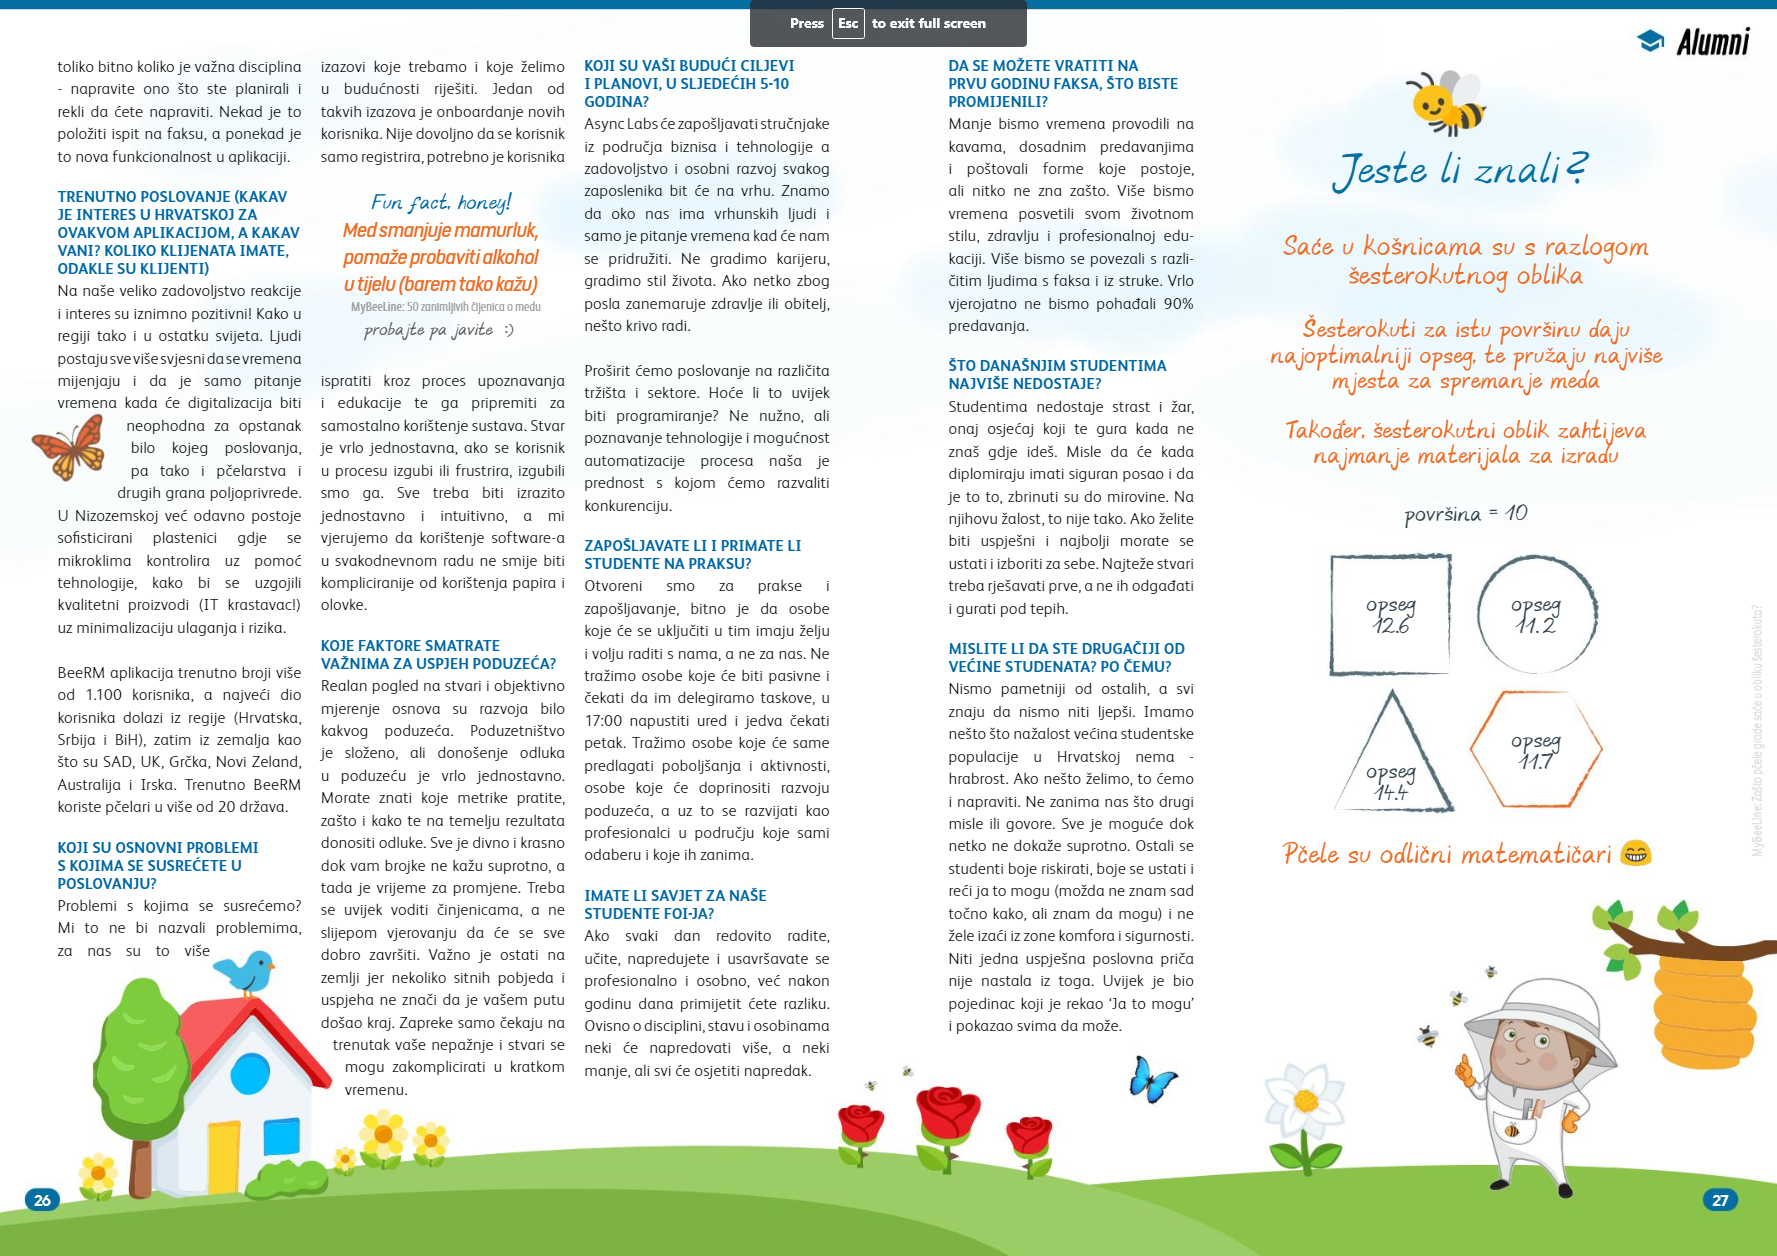 Press Esc to exit full screen
Alumni
toliko bitno koliko je važna disciplina
- napravite ono što ste planirali i
rekli da ćete napraviti. Nekad je to
položiti ispit na faksu, a ponekad je
to nova funkcionalnost u aplikaciji.
TRENUTNO POSLOVANJE (KAKAV
JE INTERES U HRVATSKOJ ZA
OVAKVOM APLIKACIJOM, A KAKAV
VANI? KOLIKO KLIJENATA IMATE,
ODAKLE SU KLIJENTI)
Na naše veliko zadovoljstvo reakcije
i interes su iznimno pozitivni! Kako u
regiji tako i u ostatku svijeta. Ljudi
postaju sve više svjesni da se vremena
mijenjaju i da je samo pitanje
vremena kada će digitalizacija biti
neophodna za opstanak
bilo kojeg poslovanja,
pa tako i pčelarstva i
drugih grana poljoprivrede.
U Nizozemskoj već odavno postoje
sofisticirani plastenici gdje se
mikroklima kontrolira uz pomoć
tehnologije, kako bi se uzgojili
kvalitetni proizvodi (IT krastavac!)
uz minimalizaciju ulaganja i rizika.
BeeRM aplikacija trenutno broji više
od 1.100 korisnika, a najveći dio
korisnika dolazi iz regije (Hrvatska,
Srbija i BiH), zatim iz zemalja kao
što su SAD, UK, Grčka, Novi Zeland,
Australija i Irska. Trenutno BeeRM
koriste pčelari u više od 20 država.
KOJI SU OSNOVNI PROBLEMI
S KOJIMA SE SUSREĆETE U
POSLOVANJU?
Problemi s kojima se susrećemo?
Mi to ne bi nazvali problemima,
za nas su to više
izazovi koje trebamo i koje želimo
u budućnosti riješiti. Jedan od
takvih izazova je onboardanje novih
korisnika. Nije dovoljno da se korisnik
samo registrira, potrebno je korisnika
Fun fact, honey!
Med smanjuje mamurluk,
pomaže probaviti alkohol
u tijelu (barem tako kažu)
MyBeeLine: 50 zanimljivih čijenica o medu
probajte pa javite :)
ispratiti kroz proces upoznavanja
i edukacije te ga pripremiti za
samostalno korištenje sustava. Stvar
je vrlo jednostavna, ako se korisnik
u procesu izgubi ili frustrira, izgubili
smo ga. Sve treba biti izrazito
jednostavno i intuitivno, a mi
vjerujemo da korištenje software-a
u svakodnevnom radu ne smije biti
kompliciranije od korištenja papira i
olovke.
KOJE FAKTORE SMATRATE
VAŽNIMA ZA USPJEH PODUZEĆA?
Realan pogled na stvari i objektivno
mjerenje osnova su razvoja bilo
kakvog poduzeća. Poduzetništvo
je složeno, ali donošenje odluka
u poduzeću je vrlo jednostavno.
Morate znati koje metrike pratite,
zašto i kako te na temelju rezultata
donositi odluke. Sve je divno i krasno
dok vam brojke ne kažu suprotno, a
tada je vrijeme za promjene. Treba
se uvijek voditi činjenicama, a ne
slijepom vjerovanju da će se sve
dobro završiti. Važno je ostati na
zemlji jer nekoliko sitnih pobjeda i
uspjeha ne znači da je vašem putu
došao kraj. Zapreke samo čekaju na
trenutak vaše nepažnje i stvari se
mogu zakomplicirati u kratkom
vremenu.
KOJI SU VAŠI BUDUĆI CILJEVI
I PLANOVI, U SLJEDEĆIH 5-10
GODINA?
Async Labs će zapošljavati stručnjake
iz područja biznisa i tehnologije a
zadovoljstvo i osobni razvoj svakog
zaposlenika bit će na vrhu. Znamo
da oko nas ima vrhunskih ljudi i
samo je pitanje vremena kad će nam
se pridružiti. Ne gradimo karijeru,
gradimo stil života. Ako netko zbog
posla zanemaruje zdravlje ili obitelj,
nešto krivo radi.
Proširit ćemo poslovanje na različita
tržišta i sektore. Hoće li to uvijek
biti programiranje? Ne nužno, ali
poznavanje tehnologije i mogućnost
automatizacije procesa naša je
prednost s kojom ćemo razvaliti
konkurenciju.
ZAPOŠLJAVATE LI I PRIMATE LI
STUDENTE NA PRAKSU?
Otvoreni smo za prakse i
zapošljavanje, bitno je da osobe
koje će se uključiti u tim imaju želju
i volju raditi s nama, a ne za nas. Ne
tražimo osobe koje će biti pasivne i
čekati da im delegiramo taskove, u
17:00 napustiti ured i jedva čekati
petak. Tražimo osobe koje će same
predlagati poboljšanja i aktivnosti,
osobe koje će doprinositi razvoju
poduzeća, a uz to se razvijati kao
profesionalci u području koje sami
odaberu i koje ih zanima.
IMATE LI SAVJET ZA NAŠE
STUDENTE FOI-JA?
Ako svaki dan redovito radite,
učite, napredujete i usavršavate se
profesionalno i osobno, već nakon
godinu dana primijetit ćete razliku.
Ovisno o disciplini, stavu i osobinama
neki će napredovati više, a neki
manje, ali svi će osjetiti napredak.
DA SE MOŽETE VRATITI NA
PRVU GODINU FAKSA, ŠTO BISTE
PROMIJENILI?
Manje bismo vremena provodili na
kavama, dosadnim predavanjima
i poštovali forme koje postoje,
ali nitko ne zna zašto. Više bismo
vremena posvetili svom životnom
stilu, zdravlju i profesionalnoj edu-
kaciji. Više bismo se povezali s razli-
čitim ljudima s faksa i iz struke. Vrlo
vjerojatno ne bismo pohađali 90%
predavanja.
ŠTO DANAŠNJIM STUDENTIMA
NAJVIŠE NEDOSTAJE?
Studentima nedostaje strast i žar,
onaj osjećaj koji te gura kada ne
znaš gdje ideš. Misle da će kada
diplomiraju imati siguran posao i da
je to to, zbrinuti su do mirovine. Na
njihovu žalost, to nije tako. Ako želite
biti uspješni i najbolji morate se
ustati i izboriti za sebe. Najteže stvari
treba rješavati prve, a ne ih odgađati
i gurati pod tepih.
MISLITE LI DA STE DRUGAČIJI OD
VEĆINE STUDENATA? PO ČEMU?
Nismo pametniji od ostalih, a svi
znaju da nismo niti ljepši. Imamo
nešto što nažalost većina studentske
populacije u Hrvatskoj nema -
hrabrost. Ako nešto želimo, to ćemo
i napraviti. Ne zanima nas što drugi
misle ili govore. Sve je moguće dok
netko ne dokaže suprotno. Ostali se
studenti boje riskirati, boje se ustati i
reći ja to mogu (možda ne znam sad
točno kako, ali znam da mogu) i ne
žele izaći iz zone komfora i sigurnosti.
Niti jedna uspješna poslovna priča
nije nastala iz toga. Uvijek je bio
pojedinac koji je rekao ‘Ja to mogu’
i pokazao svima da može.
Jeste li znali?
Saće u košnicama su s razlogom
šesterokutnog oblika
Šesterokuti za istu površinu daju
najoptimalniji opseg, te pružaju najviše
mjesta za spremanje meda
Također, šesterokutni oblik zahtijeva
najmanje materijala za izradu
površina = 10
opseg
12.6
opseg
11.2
opseg
14.4
opseg
11.7
Pčele su odlični matematičari
MyBeeLine: Zašto pčele grade saće u obliku šesterokuta?
26
27